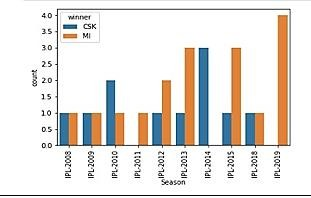 winner
CSK
MI
4.0
3.5
3.0
2.5
2.0
1.5
1.0
0.5
0.0
count
IPL-2008
IPL-2009
IPL-2010
IPL-2011
IPL-2012
IPL-2013
IPL-2014
IPL-2015
IPL-2018
IPL-2019
Season